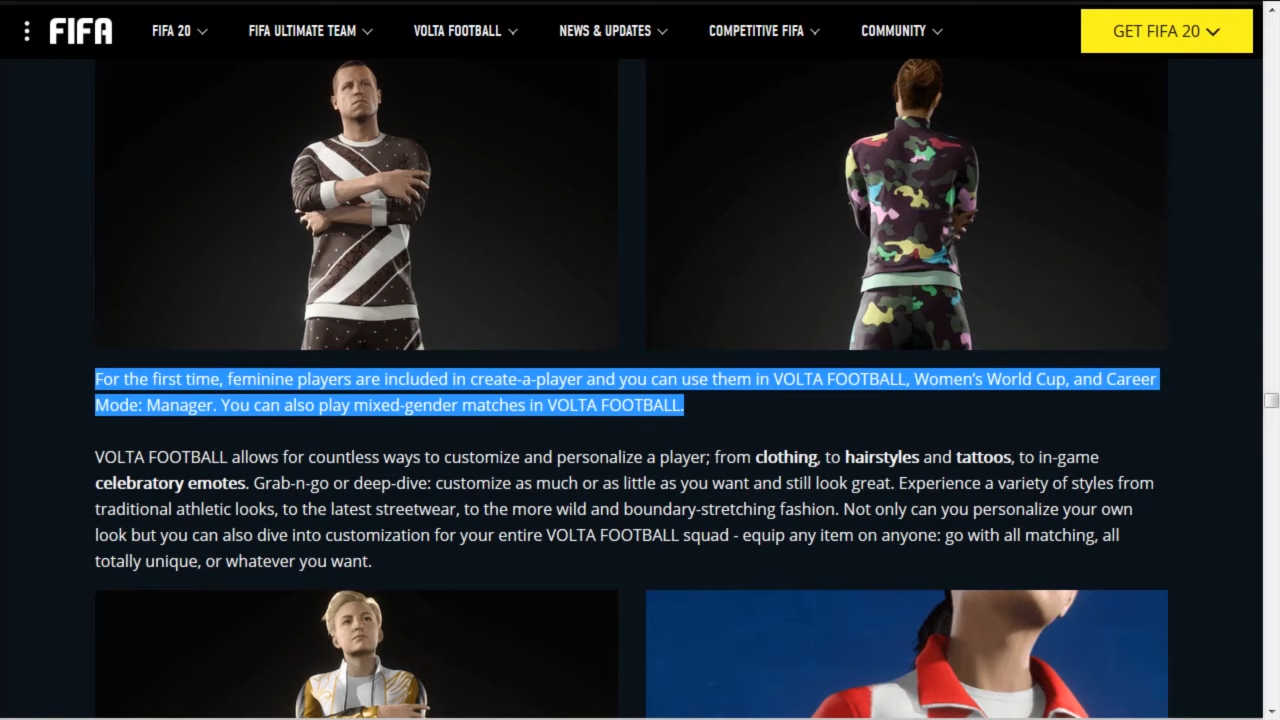 FIFA
FIFA 20
FIFA ULTIMATE TEAM
VOLTA FOOTBALL
NEWS & UPDATES
COMPETITIVE FIFA
COMMUNITY
GET FIFA 20
For the first time, feminine players are included in create-a-player and you can use them in VOLTA FOOTBALL, Women’s World Cup, and Career
Mode: Manager. You can also play mixed-gender matches in VOLTA FOOTBALL.
VOLTA FOOTBALL allows for countless ways to customize and personalize a player; from clothing, to hairstyles and tattoos, to in-game
celebratory emotes. Grab-n-go or deep-dive: customize as much or as little as you want and still look great. Experience a variety of styles from
traditional athletic looks, to the latest streetwear, to the more wild and boundary-stretching fashion. Not only can you personalize your own
look but you can also dive into customization for your entire VOLTA FOOTBALL squad - equip any item on anyone: go with all matching, all
totally unique, or whatever you want.